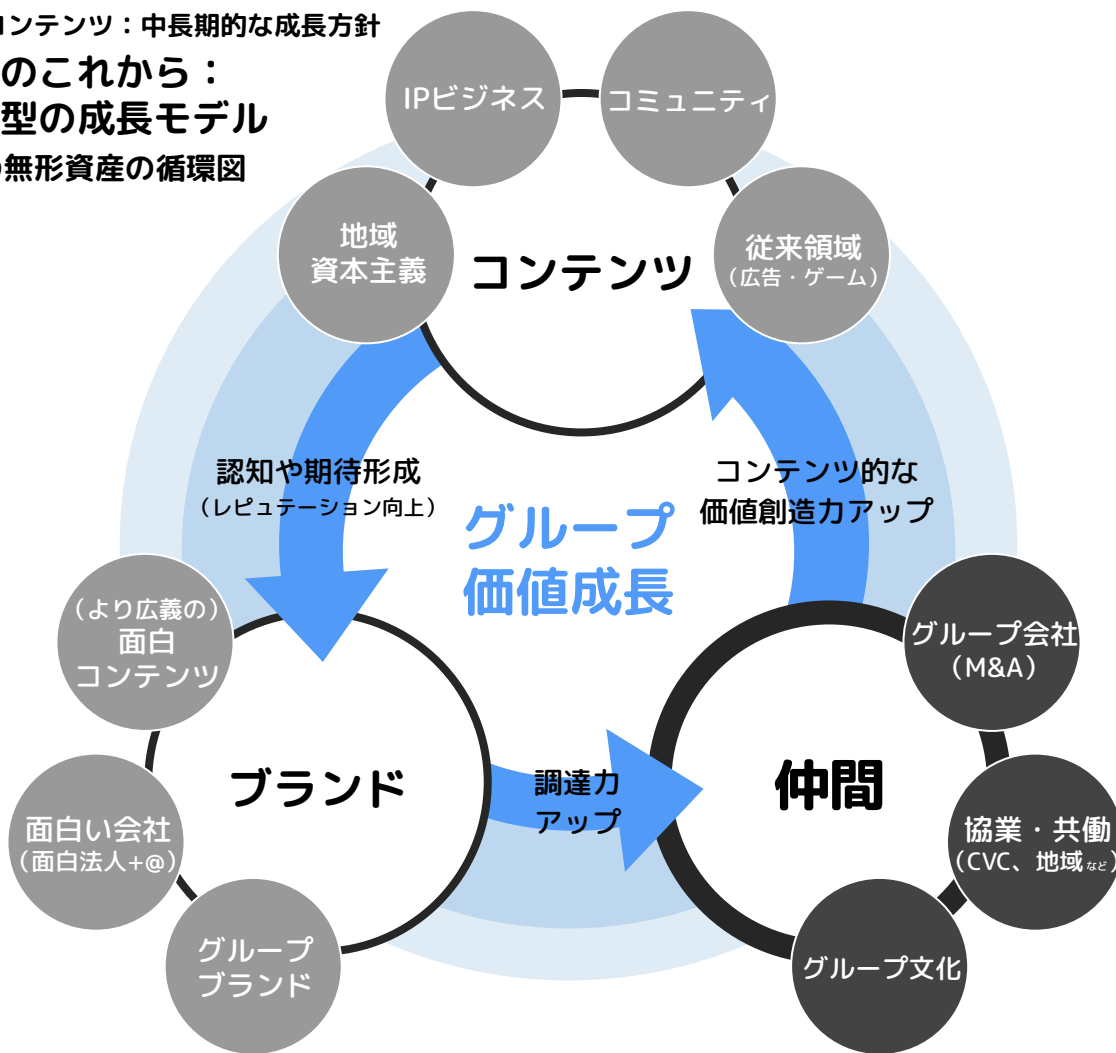 コンテンツ：中長期的な成長方針
のこれから：
型の成長モデル
無形資産の循環図
IPビジネス
コミュニティ
地域
資本主義
コンテンツ
従来領域
（広告・ゲーム）
認知や期待形成
（レピュテーション向上）
コンテンツ的な
価値創造力アップ
グループ
価値成長
（より広義の）
面白
コンテンツ
グループ会社
（M&A）
ブランド
調達力
アップ
仲間
面白い会社
（面白法人+@）
協業・共働
（CVC、地域など）
グループ
ブランド
グループ文化